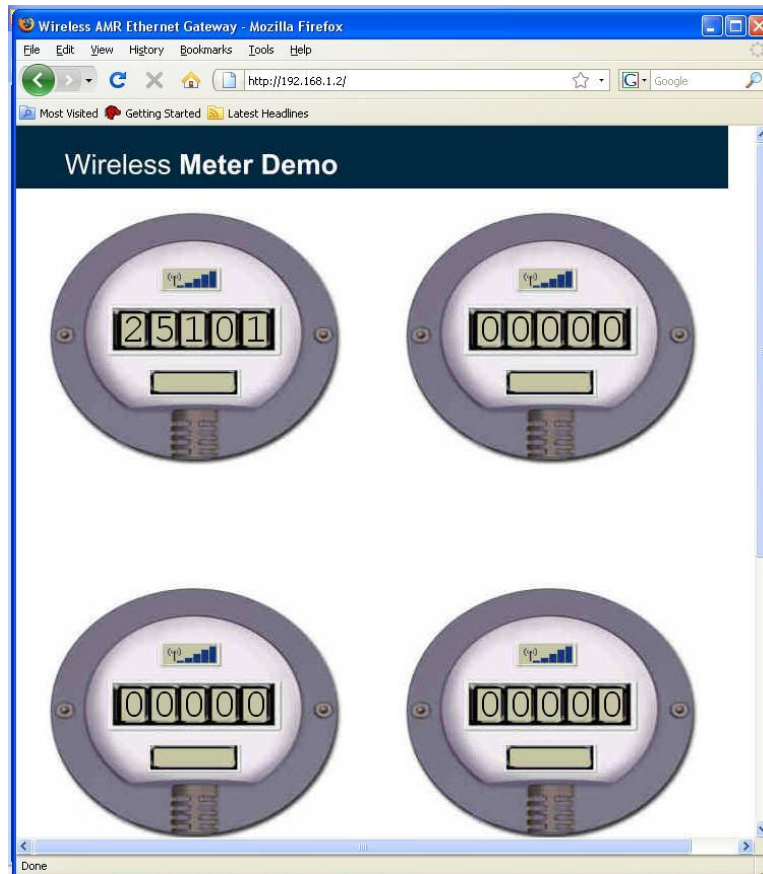 Wireless AMR Ethernet Gateway - Mozilla Firefox
File Edit View History Bookmarks Tools Help
http://192.168.1.2/
G Google
Most Visited Getting Started Latest Headlines
Wireless Meter Demo
25101 00000
00000 00000
Done